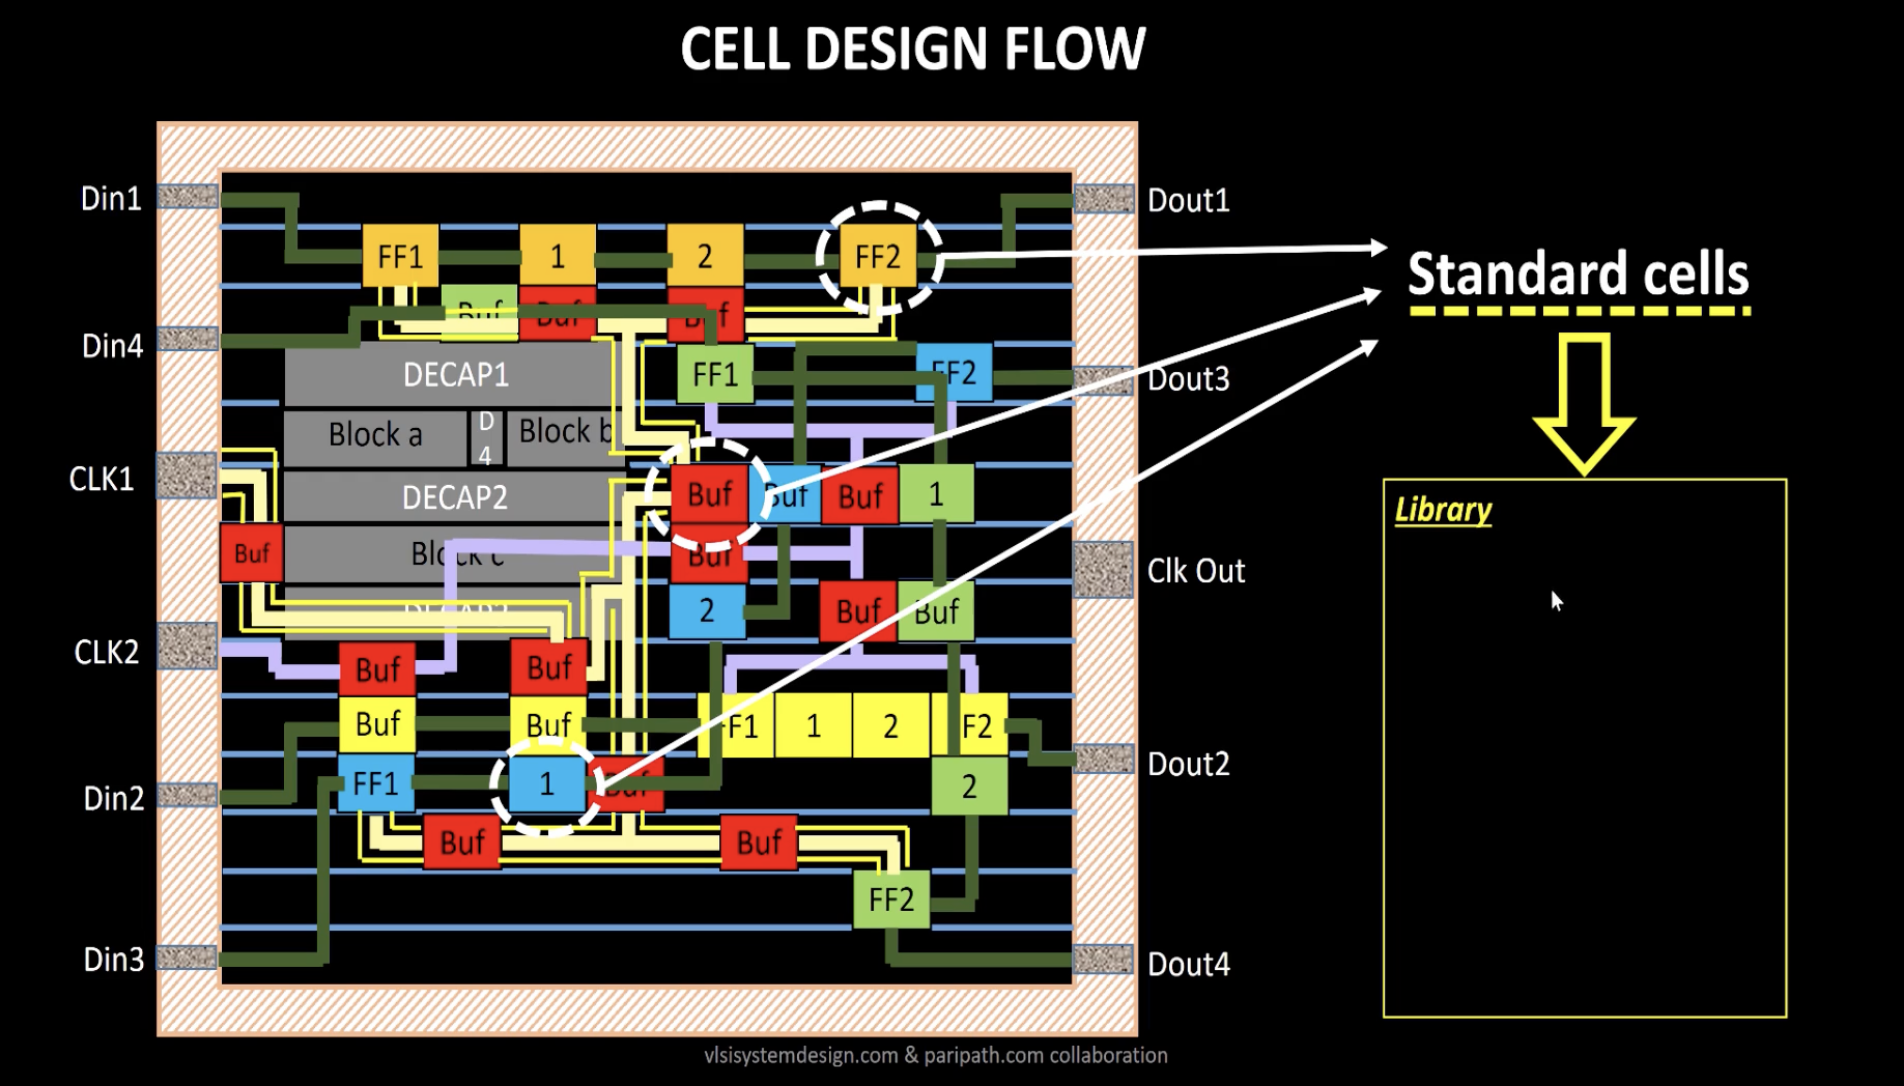 CELL DESIGN FLOW
Din1
Dout1
FF1
1
2
FF2
Standard cells
Buf
Buf
Buf
Din4
DECAP1
FF1
FF2
Dout3
Block a
D
4
Block b
CLK1
DECAP2
Buf
Buf
Buf
1
Library
Buf
Block c
Buf
Clk Out
2
Buf
Buf
CLK2
Buf
Buf
Buf
Buf
F1
1
2
F2
Dout2
FF1
1
Buf
2
Din2
Buf
Buf
FF2
Din3
Dout4
vlsisystemdesign.com & paripath.com collaboration